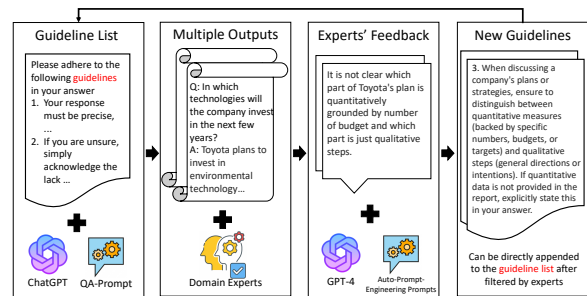 Guideline List
Please adhere to the
following guidelines
in your answer
1. Your response
must be precise,
...
2. If you are unsure,
simply
acknowledge the
lack ...
ChatGPT
QA-Prompt
Multiple Outputs
Q: In which
technologies will
the company invest
in the next few
years?
A: Toyota plans to
invest in
environmental
technology...
Domain Experts
Experts' Feedback
It is not clear which
part of Toyota's plan is
quantitatively
grounded by number
of budget and which
part is just qualitative
steps.
GPT-4
Auto-Prompt-
Engineering Prompts
New Guidelines
3. When discussing a
company's plans or
strategies, ensure to
distinguish between
quantitative measures
(backed by specific
numbers, budgets, or
targets) and qualitative
steps (general directions or
intentions). If quantitative
data is not provided in the
report, explicitly state this
in your answer.
Can be directly appended
to the guideline list after
filtered by experts